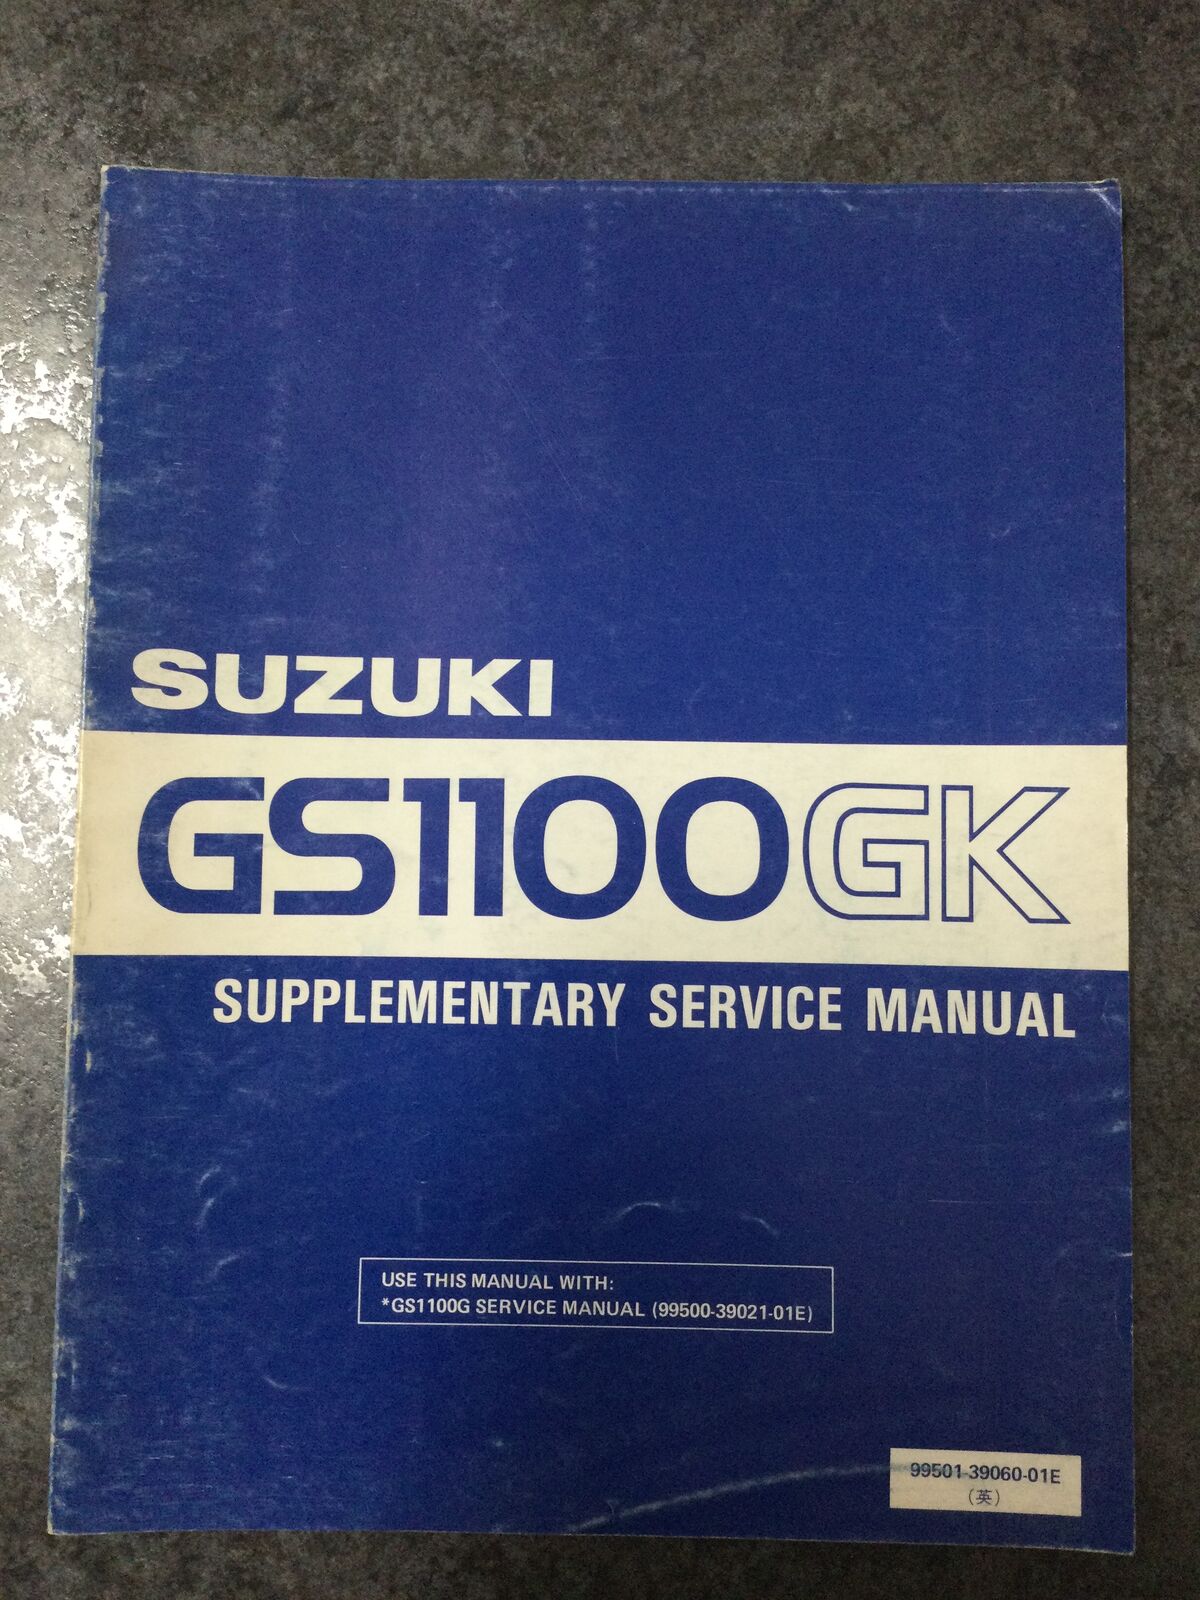 SUZUKI
GS1100GK
SUPPLEMENTARY SERVICE MANUAL
USE THIS MANUAL WITH:
*GS1100G SERVICE MANUAL (99500-39021-01E)
99501-39060-01E
(英)